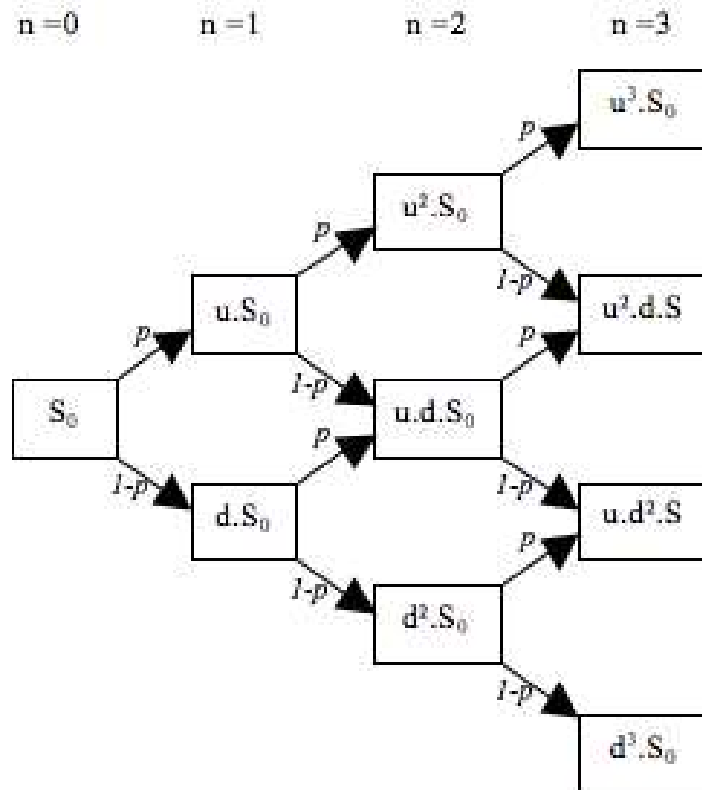 n =0 n =1 n =2 n =3
u³.S₀
p
u².S₀
p
1-p
u.S₀
u².d.S
p
p
1-p
S₀
u.d.S₀
p
1-p
1-p
d.S₀
u.d².S
p
1-p
d².S₀
1-p
d³.S₀